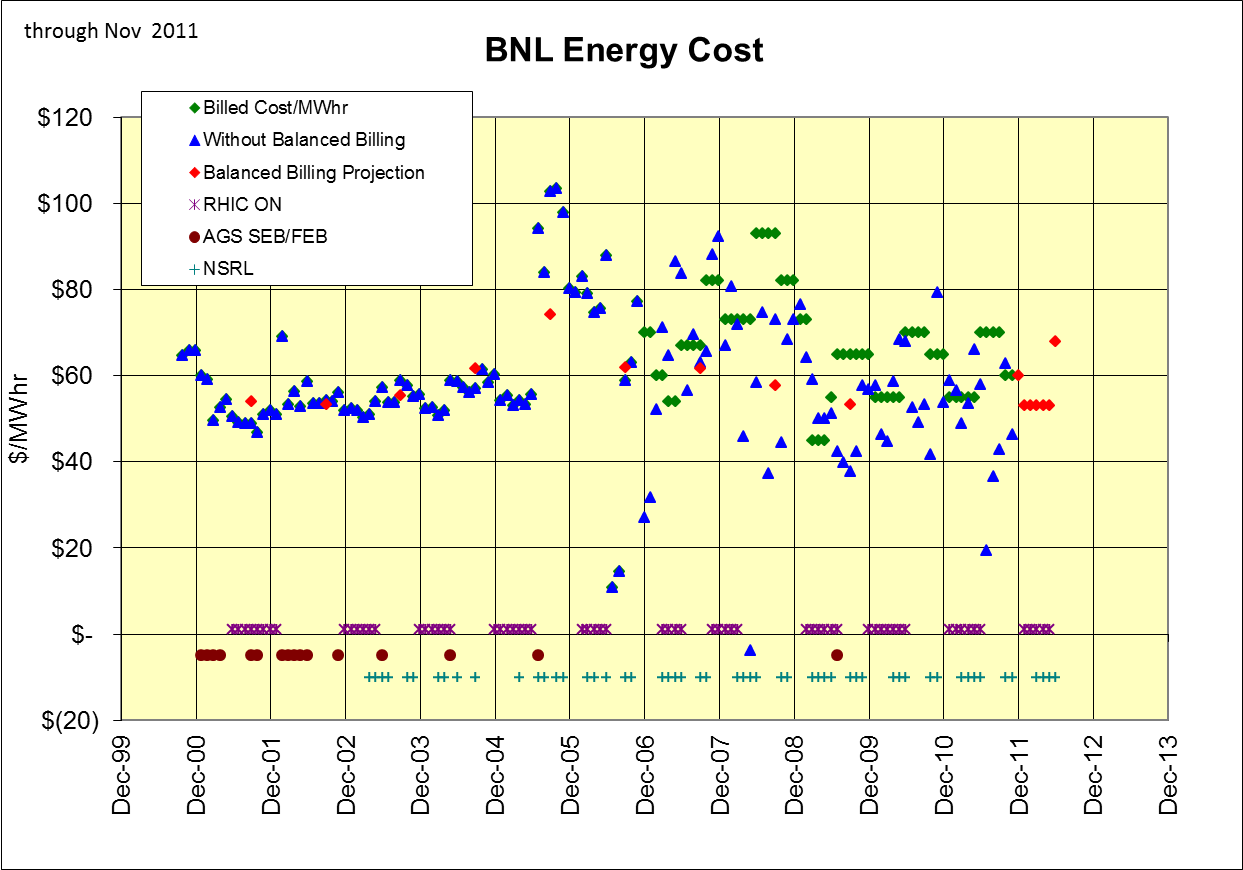 through Nov  2011
BNL Energy Cost
Billed Cost/MWhr
Without Balanced Billing
Balanced Billing Projection
RHIC ON
AGS SEB/FEB
NSRL
$/MWhr
$120
$100
$80
$60
$40
$20
$-
$(20)
Dec-99
Dec-00
Dec-01
Dec-02
Dec-03
Dec-04
Dec-05
Dec-06
Dec-07
Dec-08
Dec-09
Dec-10
Dec-11
Dec-12
Dec-13